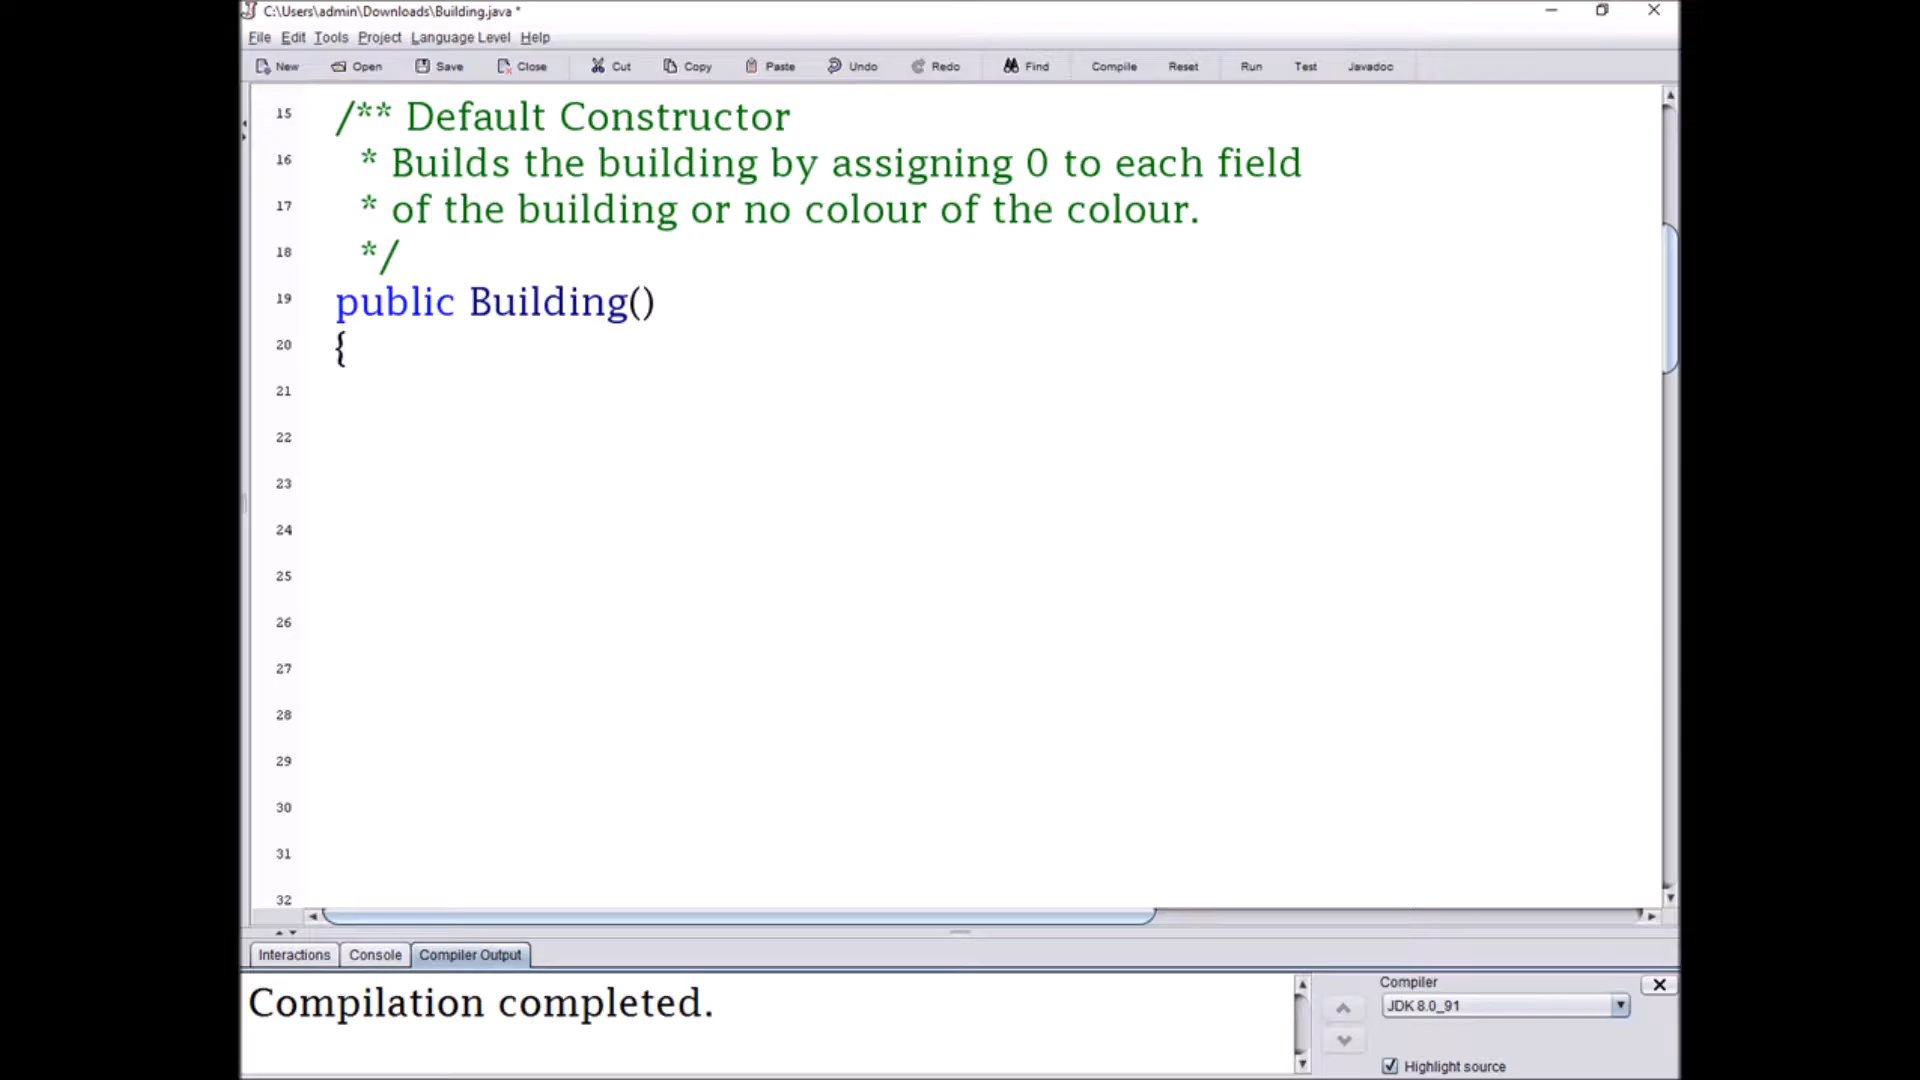 C:\Users\admin\Downloads\Building.java *
File Edit Tools Project Language Level Help
New Open Save Close Cut Copy Paste Undo Redo Find Compile Reset Run Test Javadoc
15 /** Default Constructor
16 * Builds the building by assigning 0 to each field
17 * of the building or no colour of the colour.
18 */
19 public Building()
20 {
21
22
23
24
25
26
27
28
29
30
31
32
Interactions Console Compiler Output
Compilation completed.
Compiler
JDK 8.0_91
Highlight source